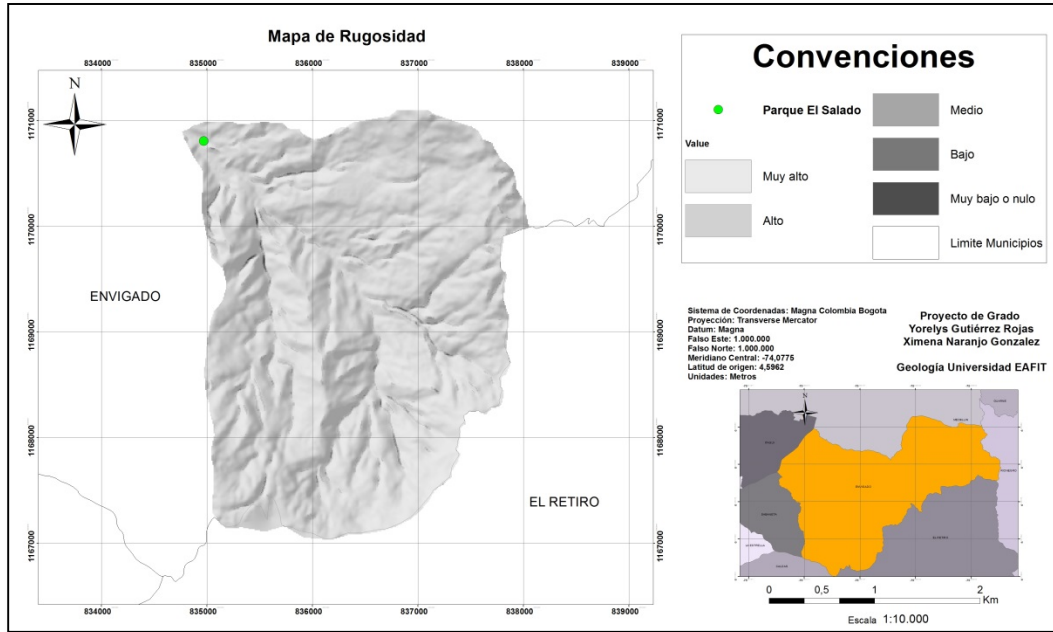 Mapa de Rugosidad
834000 835000 836000 837000 838000 839000
N
1171000 1171000
1170000 1170000
1169000 1169000
1168000 1168000
1167000 1167000
ENVIGADO
EL RETIRO
834000 835000 836000 837000 838000 839000
Convenciones
Parque El Salado
Value
Muy alto
Alto
Medio
Bajo
Muy bajo o nulo
Limite Municipios
Sistema de Coordenadas: Magna Colombia Bogota
Proyección: Transverse Mercator
Datum: Magna
Falso Este: 1.000.000
Falso Norte: 1.000.000
Meridiano Central: -74,0775
Latitud de origen: 4,5962
Unidades: Metros
Proyecto de Grado
Yorelys Gutiérrez Rojas
Ximena Naranjo Gonzalez
Geología Universidad EAFIT
N
ENVIGADO
0 0,5 1 2
Km
Escala 1:10.000